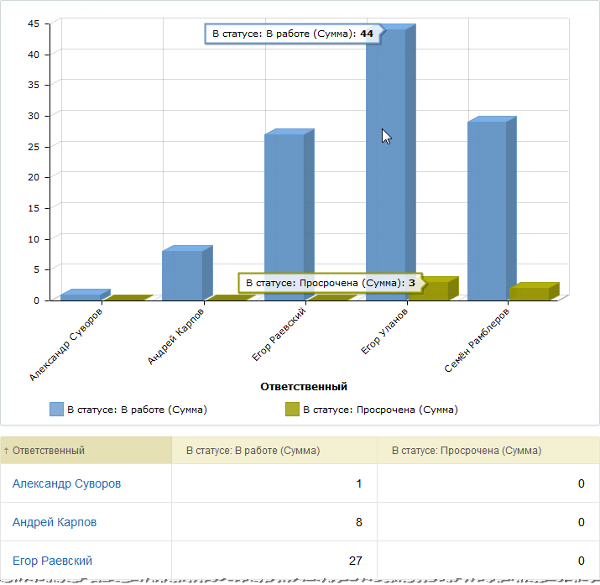 45
В статусе: В работе (Сумма): 44
40
35
30
25
20
15
10
5
В статусе: Просрочена (Сумма): 3
0
Александр Суворов
Андрей Карпов
Егор Раевский
Егор Уланов
Семён Рамблеров
Ответственный
В статусе: В работе (Сумма) В статусе: Просрочена (Сумма)
↑ Ответственный В статусе: В работе (Сумма) В статусе: Просрочена (Сумма)
Александр Суворов 1 0
Андрей Карпов 8 0
Егор Раевский 27 0